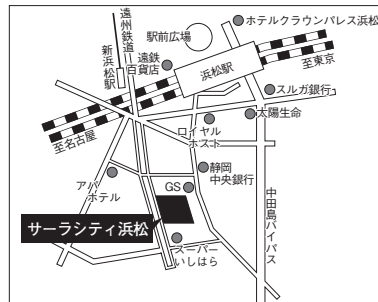 遠州鉄道
新浜松駅
駅前広場
遠鉄
百貨店
ホテルクラウンパレス浜松
浜松駅
至東京
スルガ銀行
太陽生命
至名古屋
ロイヤル
ホスト
静岡
中央銀行
アパ
ホテル
GS
中田島バイパス
サーラシティ浜松
スーパー
いしはら